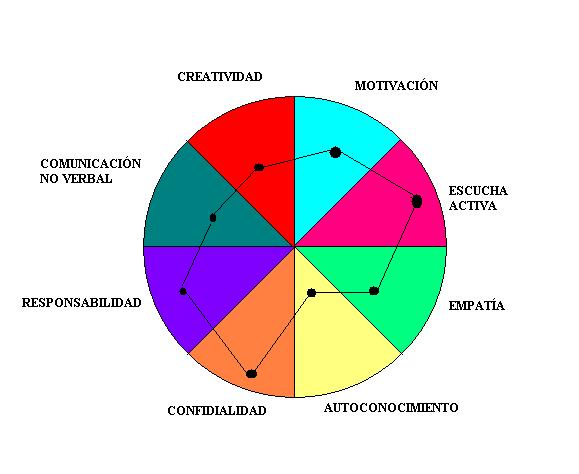 CREATIVIDAD
MOTIVACIÓN
COMUNICACIÓN
NO VERBAL
ESCUCHA
ACTIVA
RESPONSABILIDAD
EMPATÍA
CONFIDIALIDAD
AUTOCONOCIMIENTO